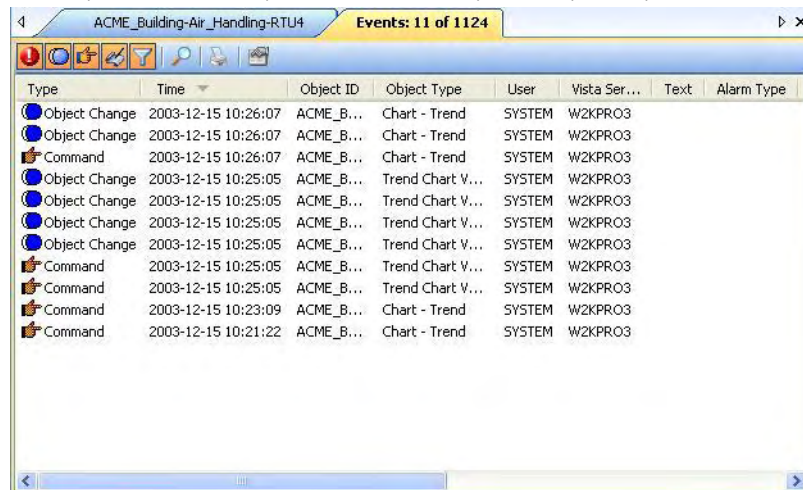 ACME_Building-Air_Handling-RTU4 Events: 11 of 1124
Type Time Object ID Object Type User Vista Ser... Text Alarm Type
Object Change 2003-12-15 10:26:07 ACME_B... Chart - Trend SYSTEM W2KPRO3
Object Change 2003-12-15 10:26:07 ACME_B... Chart - Trend SYSTEM W2KPRO3
Command 2003-12-15 10:26:07 ACME_B... Chart - Trend SYSTEM W2KPRO3
Object Change 2003-12-15 10:25:05 ACME_B... Trend Chart V... SYSTEM W2KPRO3
Object Change 2003-12-15 10:25:05 ACME_B... Trend Chart V... SYSTEM W2KPRO3
Object Change 2003-12-15 10:25:05 ACME_B... Trend Chart V... SYSTEM W2KPRO3
Object Change 2003-12-15 10:25:05 ACME_B... Trend Chart V... SYSTEM W2KPRO3
Command 2003-12-15 10:25:05 ACME_B... Trend Chart V... SYSTEM W2KPRO3
Command 2003-12-15 10:25:05 ACME_B... Trend Chart V... SYSTEM W2KPRO3
Command 2003-12-15 10:23:09 ACME_B... Chart - Trend SYSTEM W2KPRO3
Command 2003-12-15 10:21:22 ACME_B... Chart - Trend SYSTEM W2KPRO3